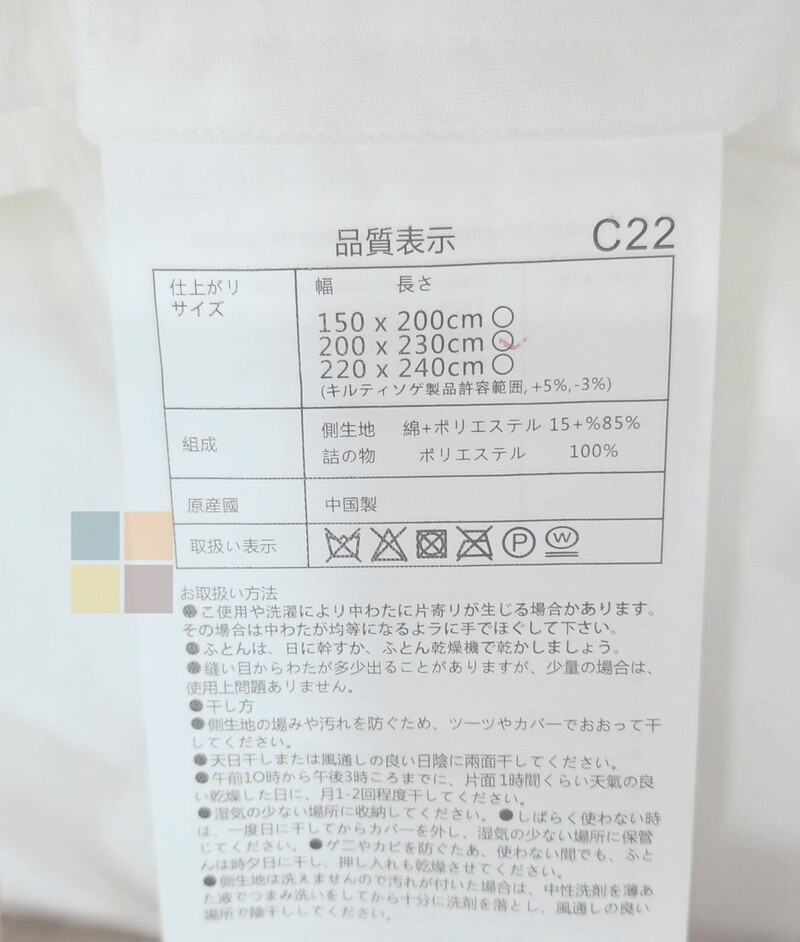 品質表示 C22
仕上がリ 幅 長さ
サイズ
150 x 200cm○
200 x 230cm○
220 x 240cm○
(キルティソゲ製品許容範囲,+5%,-3%)
組成 側生地 綿+ポリエステル 15+%85%
詰の物 ポリエステル 100%
原産國 中国製
取扱い表示 P W
お取扱い方法
●こ使用や洗濯によリ中わたに片寄リが生じる場合かあります。
その場合は中わたが均等になるように手でほぐして下さい。
●ふとんは、日に幹すか、ふとん乾燥機で乾かしましょう。
●縫い目からわたが多少出ることがありますが、少量の場合は、
使用上問題ありません。
●干し方
●側生地の場みや汚れを防ぐため、ツーツやカバーでおおって干
してください。
●天日干しまたは風通しの良い日陰に兩面干してください。
●午前10時から午後3時ころまでに、片面1時間くらい天氣の良
い乾燥した日に、月1-2回程度干してください。
●湿気の少ない場所に収納してください。●しばらく使わない時
は、一度日に干してからカバーを外し、湿気の少ない場所に保管
じてください。●ゲニやカビを防ぐたあ、使わない間でも、ふと
んは時夕日に干し、押し入れも乾燥させてください。
●側生地は洗えませんので汚れが付いた場合は、中性洗剤を薄あ
た液でつまみ洗いをしてから十分に洗剤を落とし、風通しの良い
場所で陰干ししてください。